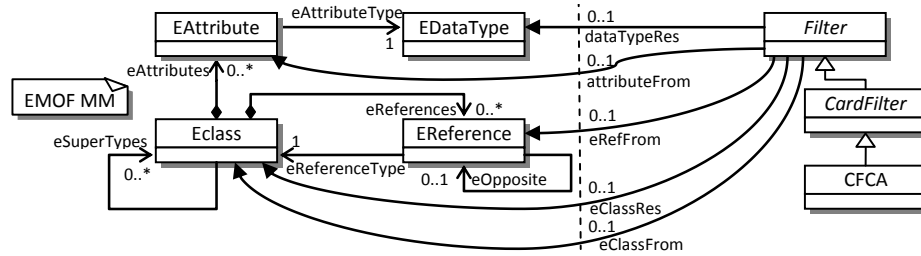 eAttributeType
EAttribute
1
EDataType
0..1
dataTypeRes
Filter
eAttributes
0..*
0..1
attributeFrom
EMOF MM
eReferences
0..*
CardFilter
eSuperTypes
0..*
Eclass
1
eReferenceType
EReference
0..1
eOpposite
0..1
eRefFrom
CFCA
0..1
eClassRes
0..1
eClassFrom